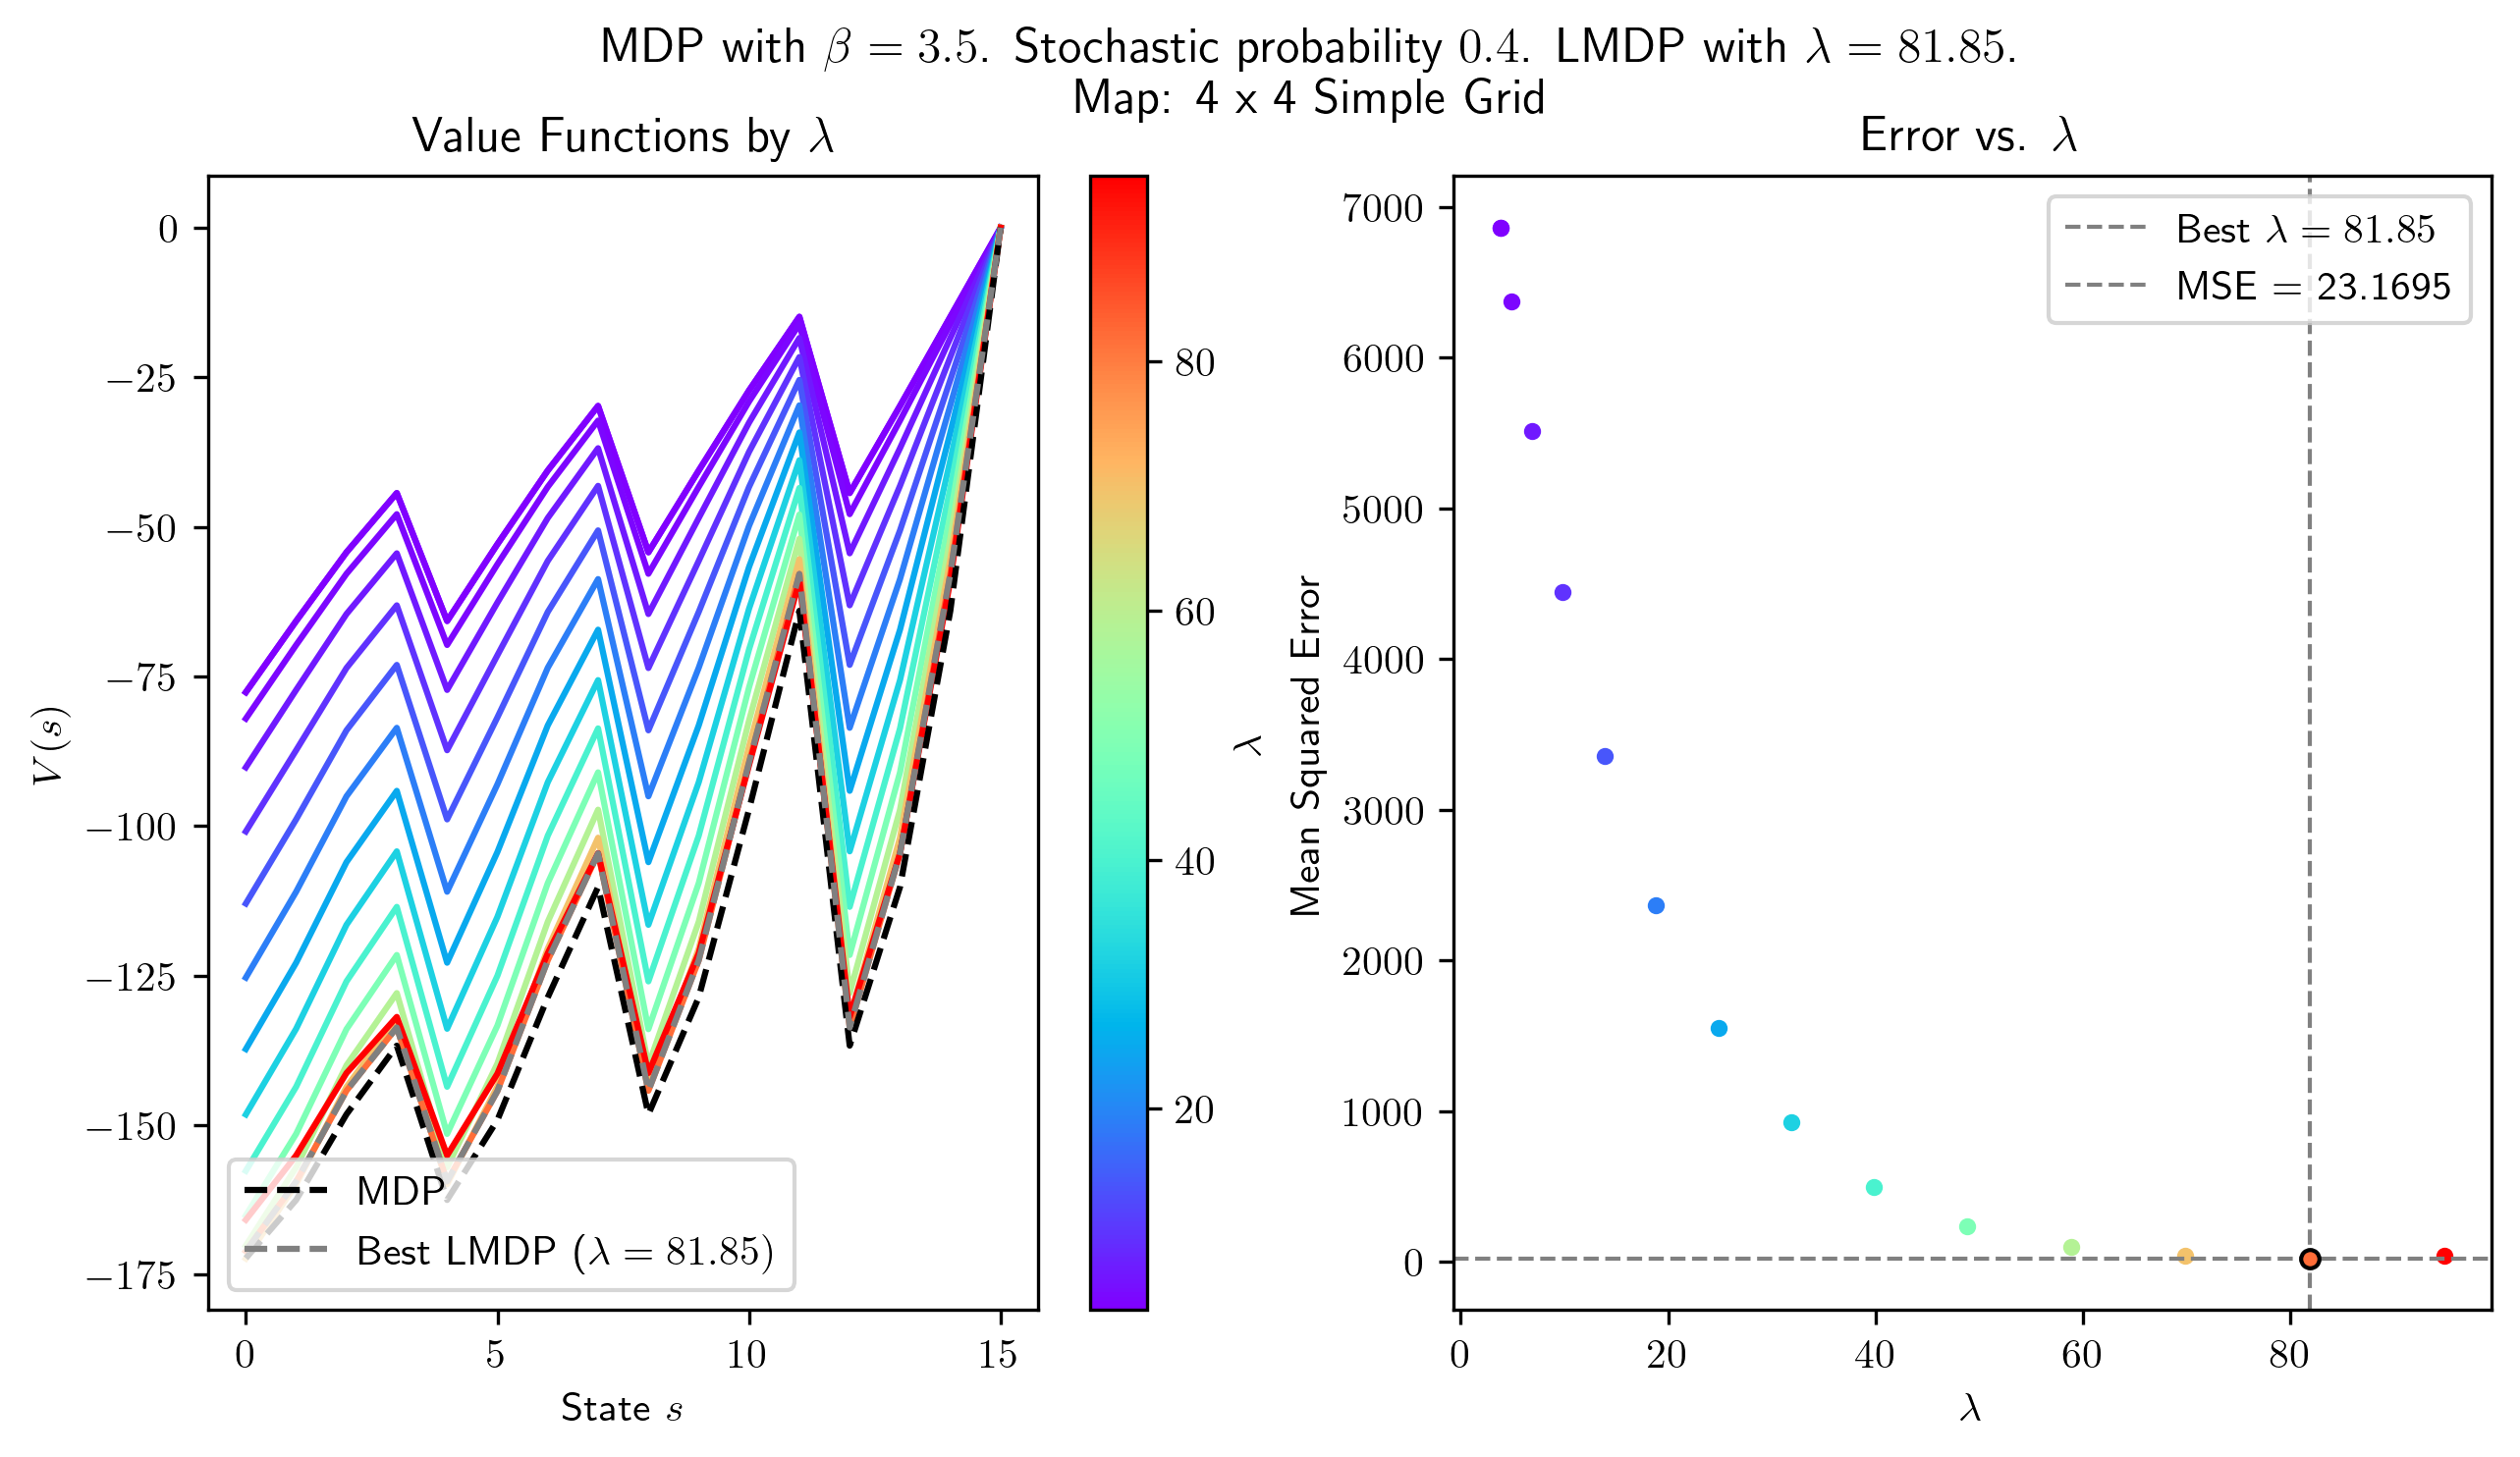 MDP with β = 3.5. Stochastic probability 0.4. LMDP with λ = 81.85.
Map: 4 x 4 Simple Grid
Value Functions by λ
0
−25
−50
−75
−100
−125
−150
−175
V(s)
MDP
Best LMDP (λ = 81.85)
0
5
10
15
State s
80
60
40
20
λ
Error vs. λ
7000
6000
5000
4000
3000
2000
1000
0
Mean Squared Error
Best λ = 81.85
MSE = 23.1695
0
20
40
60
80
λ